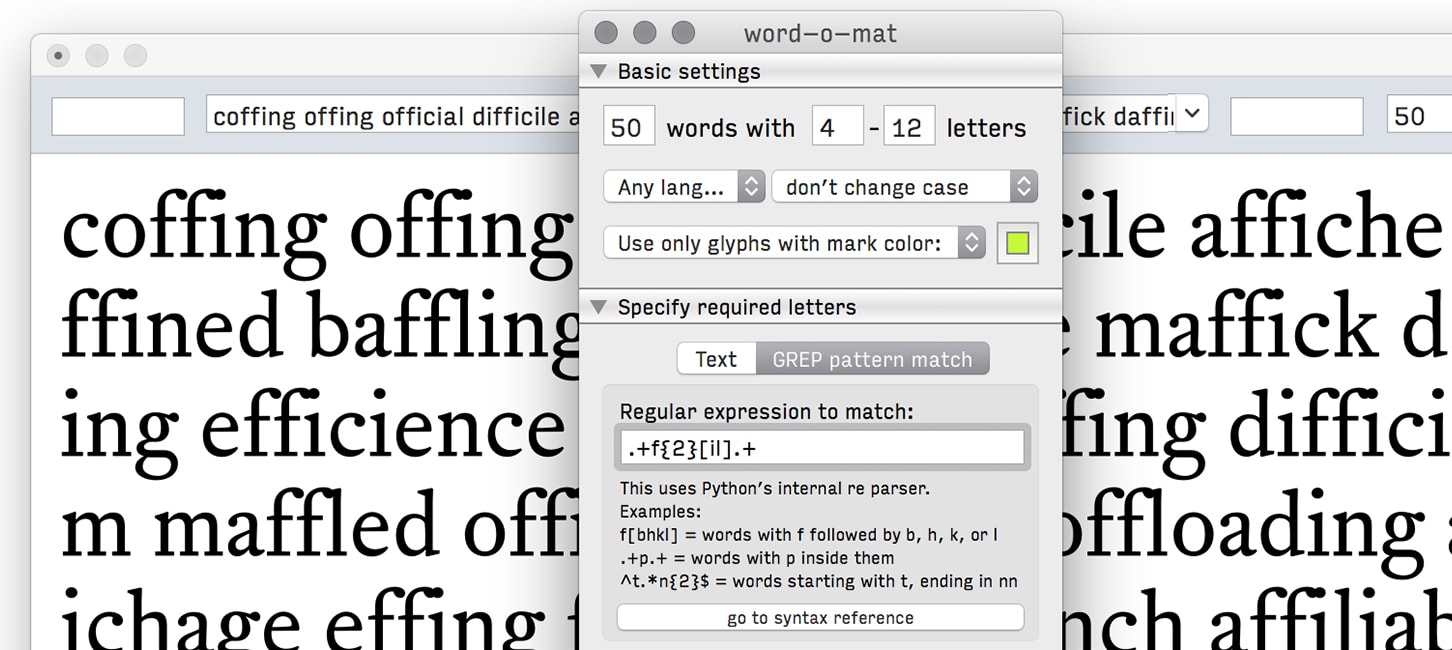 word–o–mat
Basic settings
coffing offing official difficile
50 words with 4 - 12 letters
daffi
50
Any lang... don't change case
Use only glyphs with mark color:
Specify required letters
Text GREP pattern match
Regular expression to match:
.+f{2}[il].+
This uses Python's internal re parser.
Examples:
f[bhkl] = words with f followed by b, h, k, or l
.+p.+ = words with p inside them
^t.*n{2}$ = words starting with t, ending in nn
go to syntax reference
coffing offing cile affiche
ffined baffling maffick d
ing efficience fing diffici
m maffled offi offloading
ichage effing nch affiliab